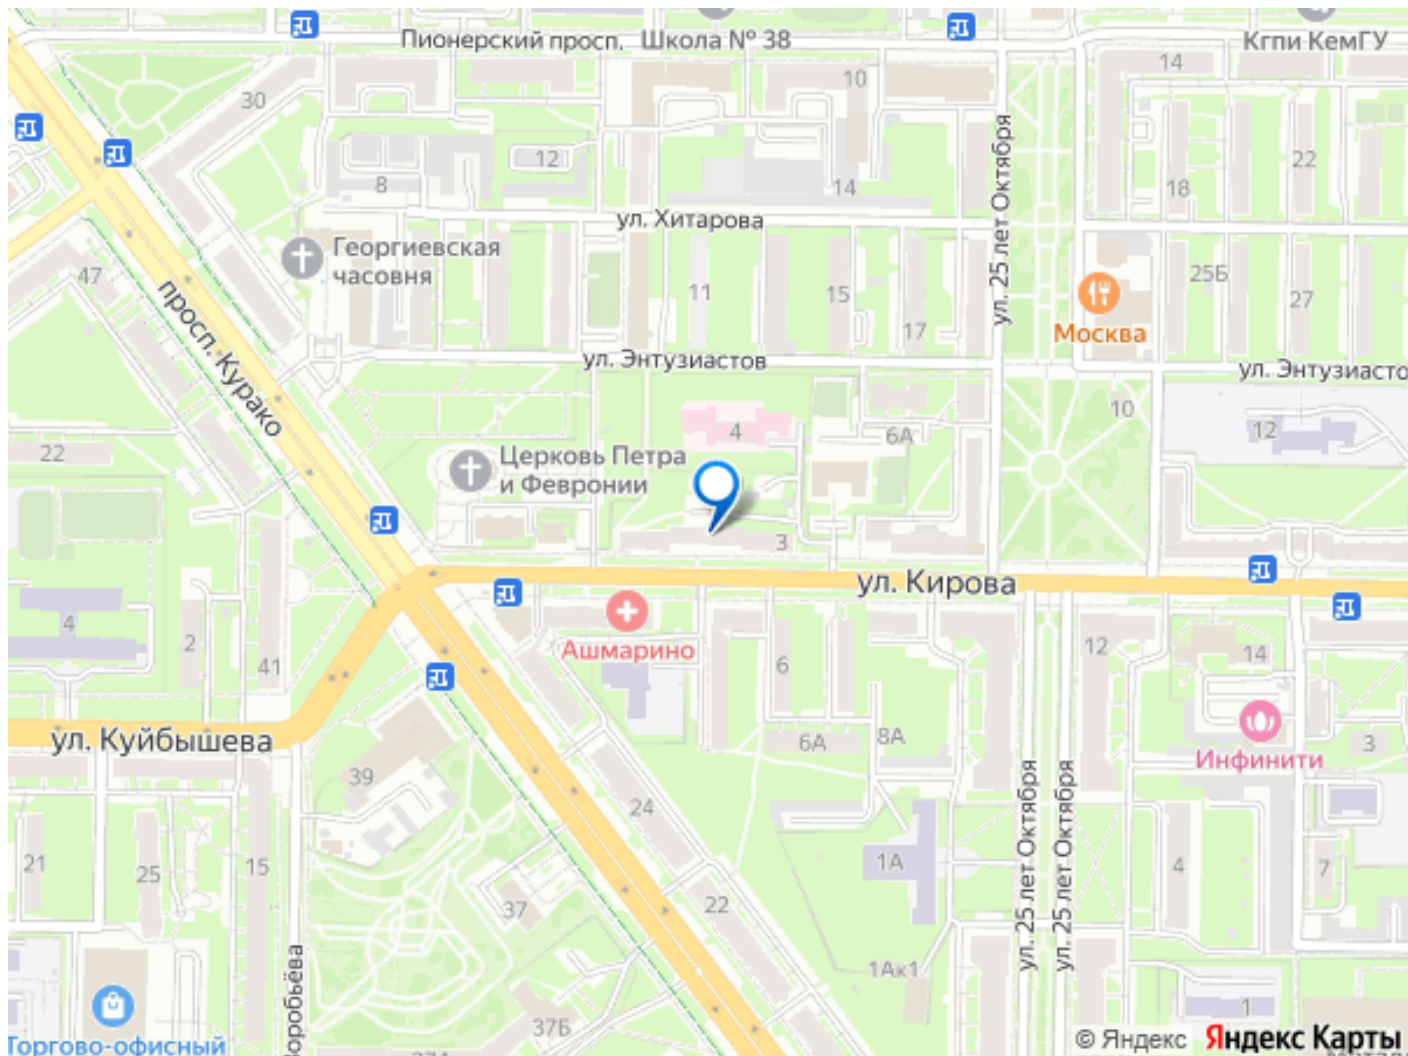 Пионерский просп.
Школа № 38
Кгпи КемГУ
14
10
30
12
8
14
18
22
ул. 25 лет Октября
ул. Хитарова
Георгиевская
часовня
47
11
15
17
25Б
27
Москва
просп. Курако
ул. Энтузиастов
ул. Энтузиасто
10
4
6А
12
22
Церковь Петра
и Февронии
3
ул. Кирова
4
2
41
Ашмарино
6
12
14
ул. Куйбышева
6А
8А
3
Инфинити
39
24
ул. 25 лет Октября
ул. 25 лет Октября
21
25
15
1А
4
7
37
22
1Ак1
оробьёва
37Б
1
Торгово-офисный
37А
© Яндекс
Яндекс Карты